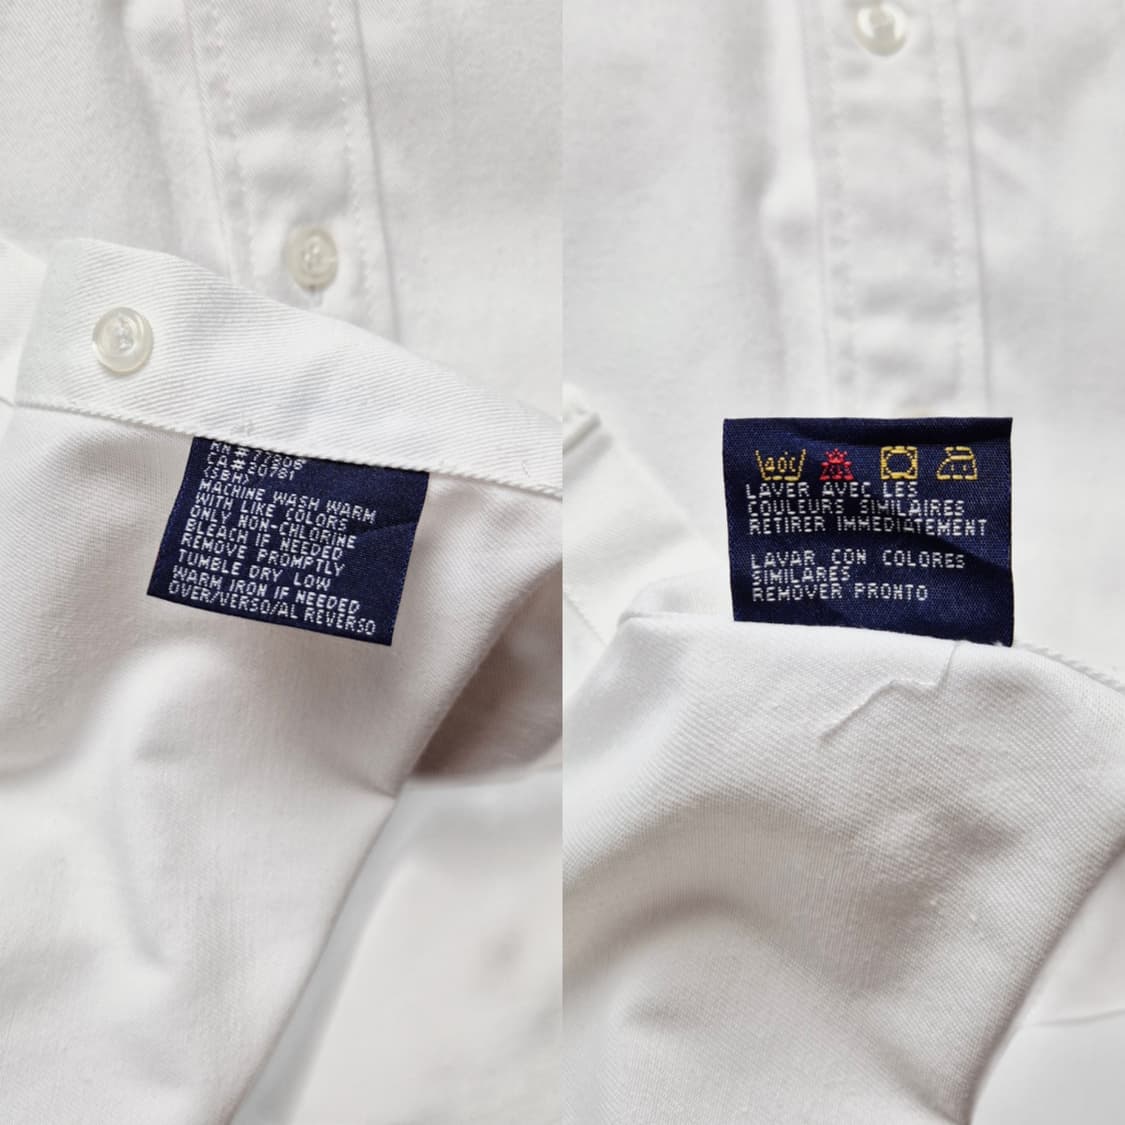 RN # 77806
CA # 30781
<SBH>
MACHINE WASH WARM
WITH LIKE COLORS
ONLY NON-CHLORINE
BLEACH IF NEEDED
REMOVE PROMPTLY
TUMBLE DRY LOW
WARM IRON IF NEEDED
OVER/VERSO/AL REVERSO
40C
LAVER AVEC LES
COULEURS SIMILAIRES
RETIRER IMMEDIATEMENT
LAVAR CON COLORES
SIMILARES
REMOVER PRONTO